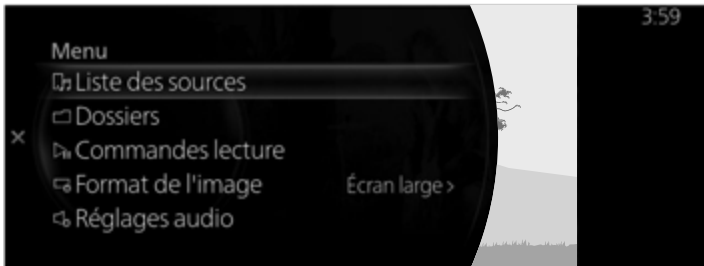 3:59
Menu
Liste des sources
Dossiers
Commandes lecture
Format de l'image Écran large >
Réglages audio